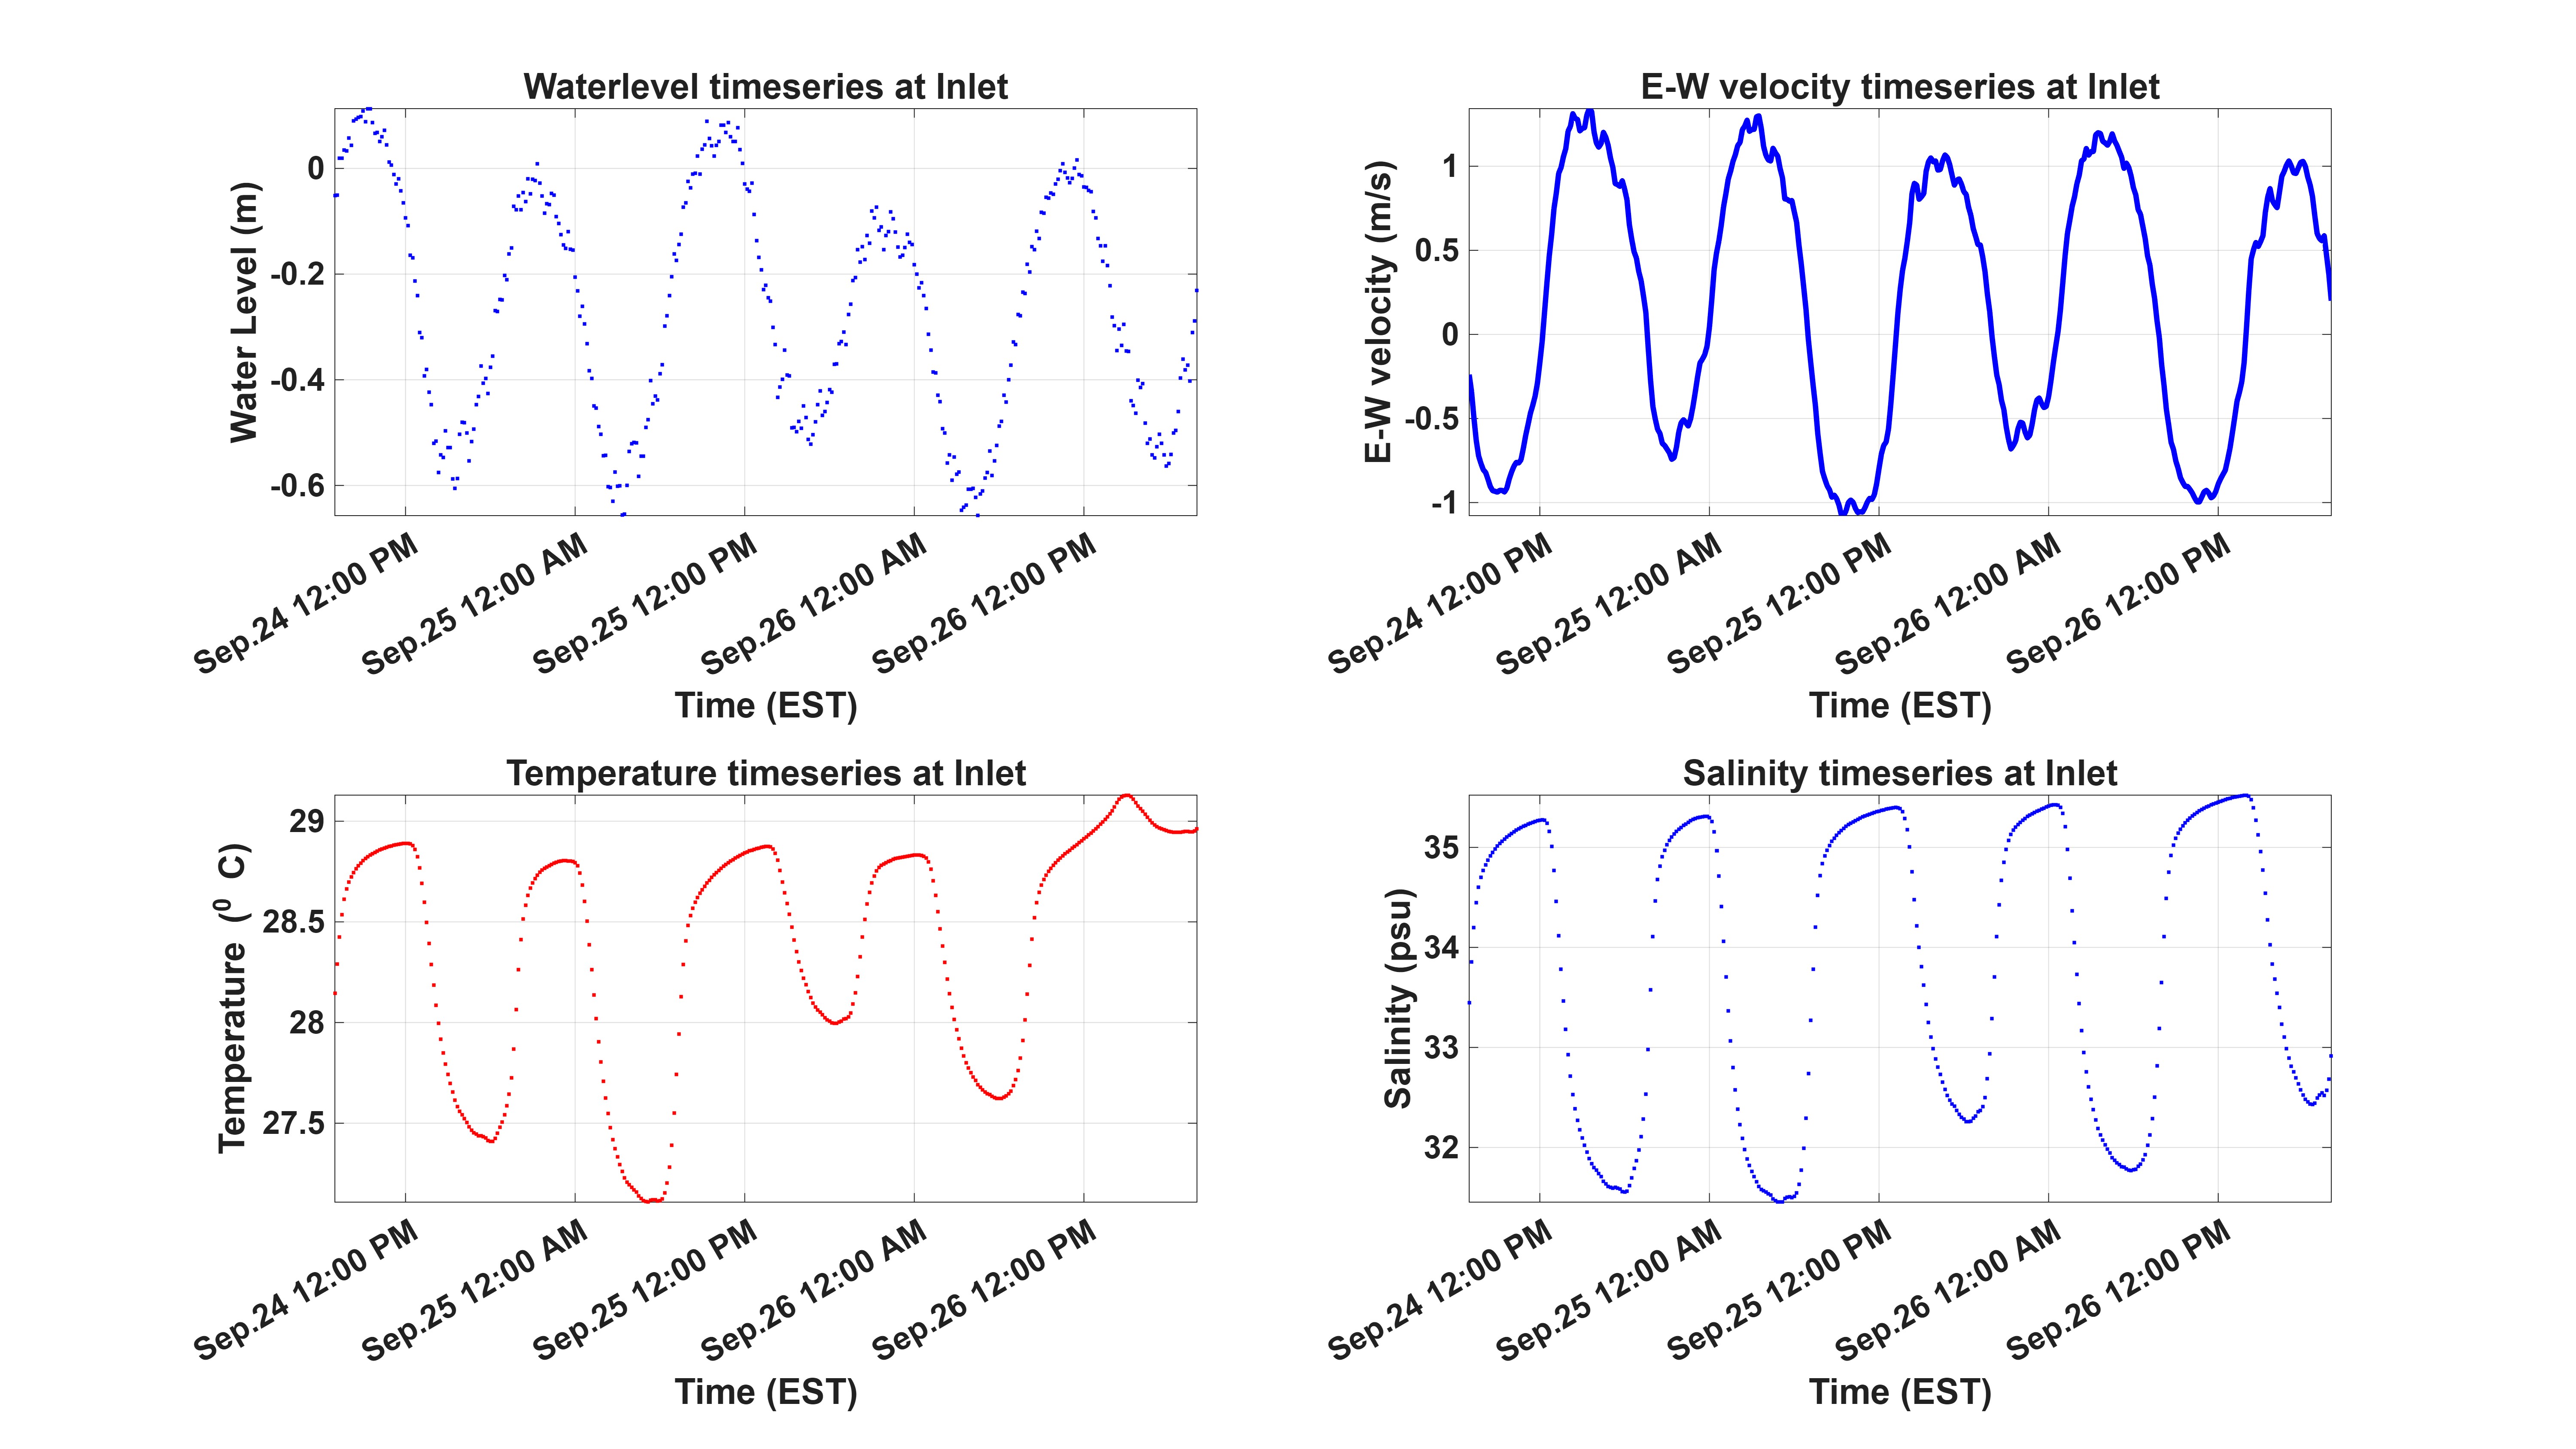 Waterlevel timeseries at Inlet
Water Level (m)
0
-0.2
-0.4
-0.6
Sep.24 12:00 PM
Sep.25 12:00 AM
Sep.25 12:00 PM
Sep.26 12:00 AM
Sep.26 12:00 PM
Time (EST)
E-W velocity timeseries at Inlet
E-W velocity (m/s)
1
0.5
0
-0.5
-1
Sep.24 12:00 PM
Sep.25 12:00 AM
Sep.25 12:00 PM
Sep.26 12:00 AM
Sep.26 12:00 PM
Time (EST)
Temperature timeseries at Inlet
Temperature (⁰ C)
29
28.5
28
27.5
Sep.24 12:00 PM
Sep.25 12:00 AM
Sep.25 12:00 PM
Sep.26 12:00 AM
Sep.26 12:00 PM
Time (EST)
Salinity timeseries at Inlet
Salinity (psu)
35
34
33
32
Sep.24 12:00 PM
Sep.25 12:00 AM
Sep.25 12:00 PM
Sep.26 12:00 AM
Sep.26 12:00 PM
Time (EST)